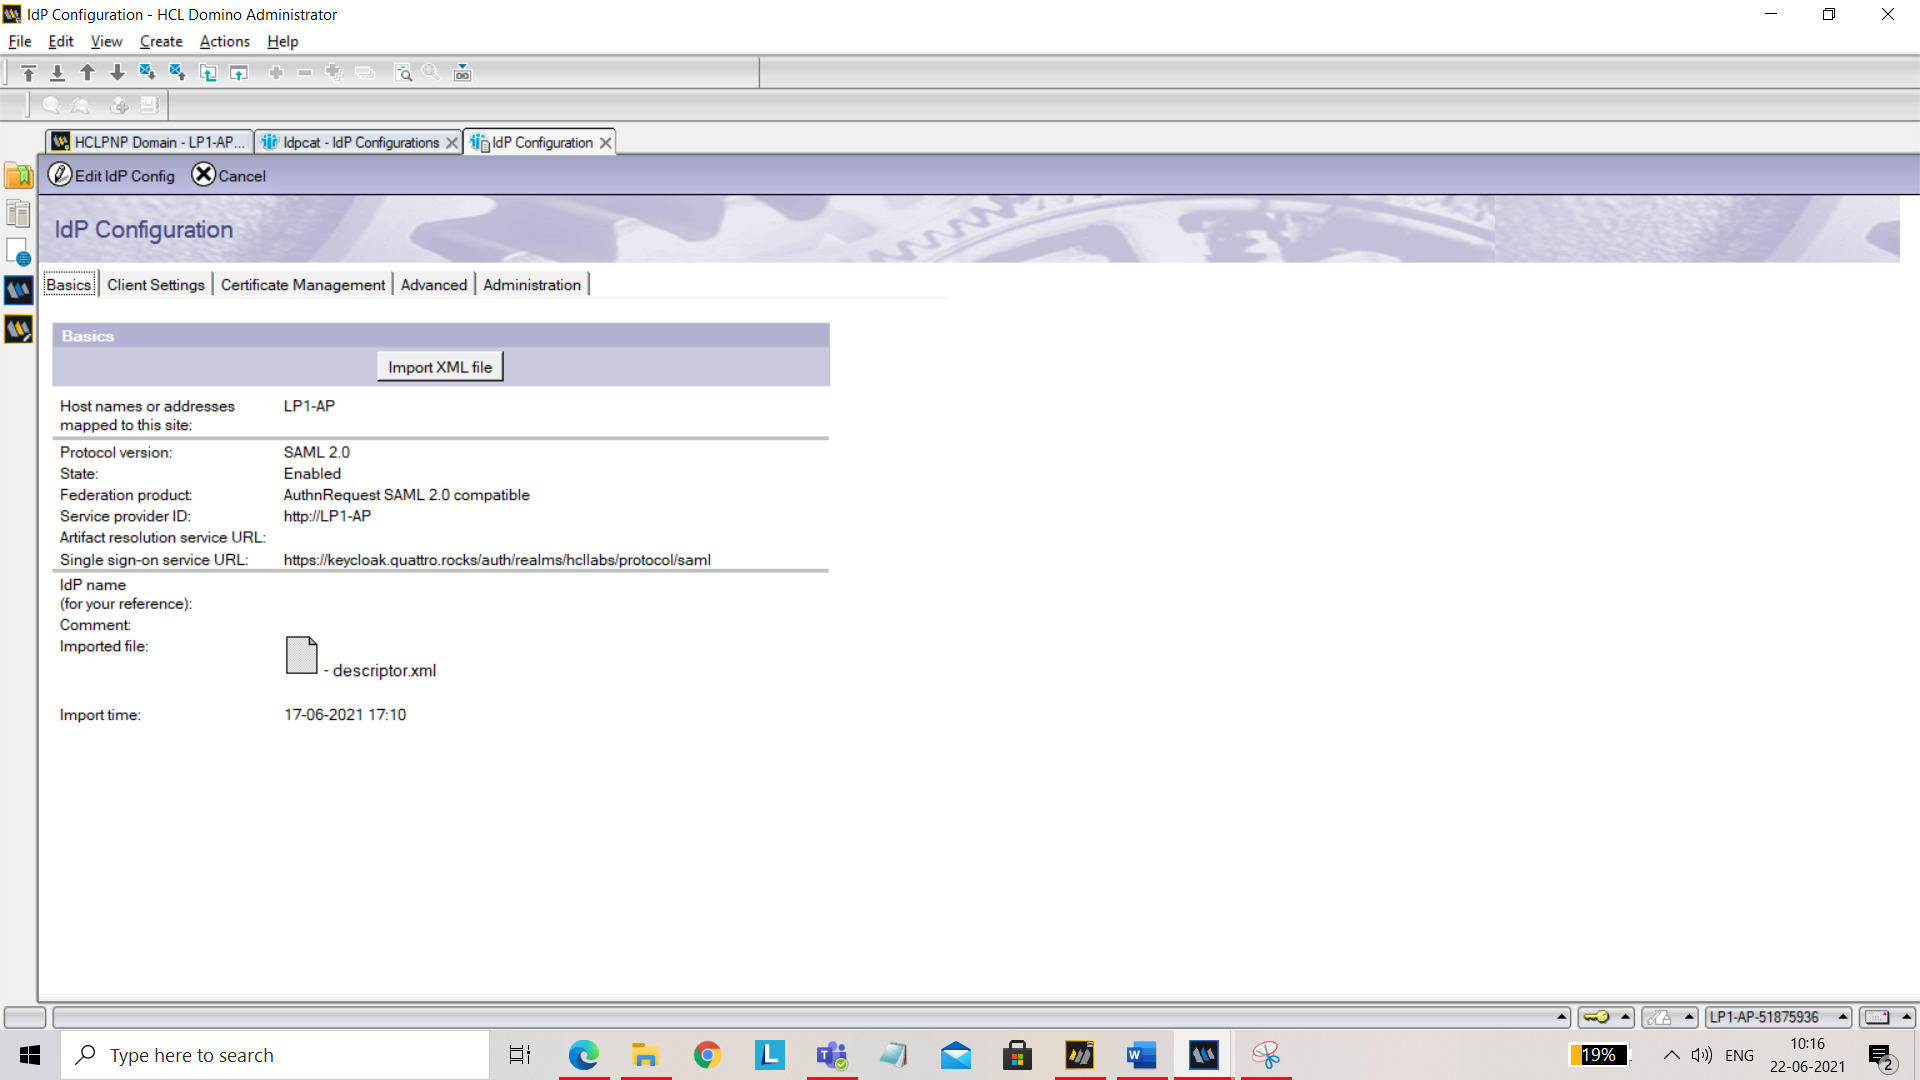 IdP Configuration - HCL Domino Administrator
File Edit View Create Actions Help
HCLPNP Domain - LP1-AP... Idpcat - IdP Configurations IdP Configuration
Edit IdP Config Cancel
IdP Configuration
Basics Client Settings Certificate Management Advanced Administration
Basics
Import XML file
Host names or addresses LP1-AP
mapped to this site:
Protocol version: SAML 2.0
State: Enabled
Federation product: AuthnRequest SAML 2.0 compatible
Service provider ID: http://LP1-AP
Artifact resolution service URL:
Single sign-on service URL: https://keycloak.quattro.rocks/auth/realms/hcllabs/protocol/saml
IdP name
(for your reference):
Comment:
Imported file:
- descriptor.xml
Import time: 17-06-2021 17:10
LP1-AP-51875936
Type here to search
19%
ENG
10:16
22-06-2021
2